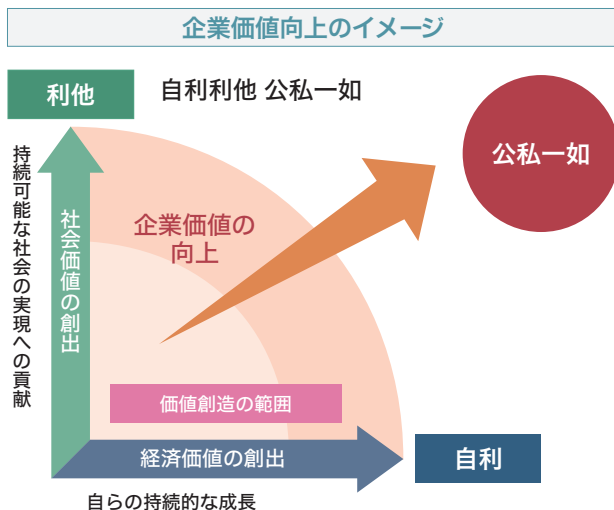 企業価値向上のイメージ
利他
自利利他 公私一如
公私一如
持続可能な社会の実現への貢献
社会価値の創出
企業価値の
向上
価値創造の範囲
経済価値の創出
自利
自らの持続的な成長